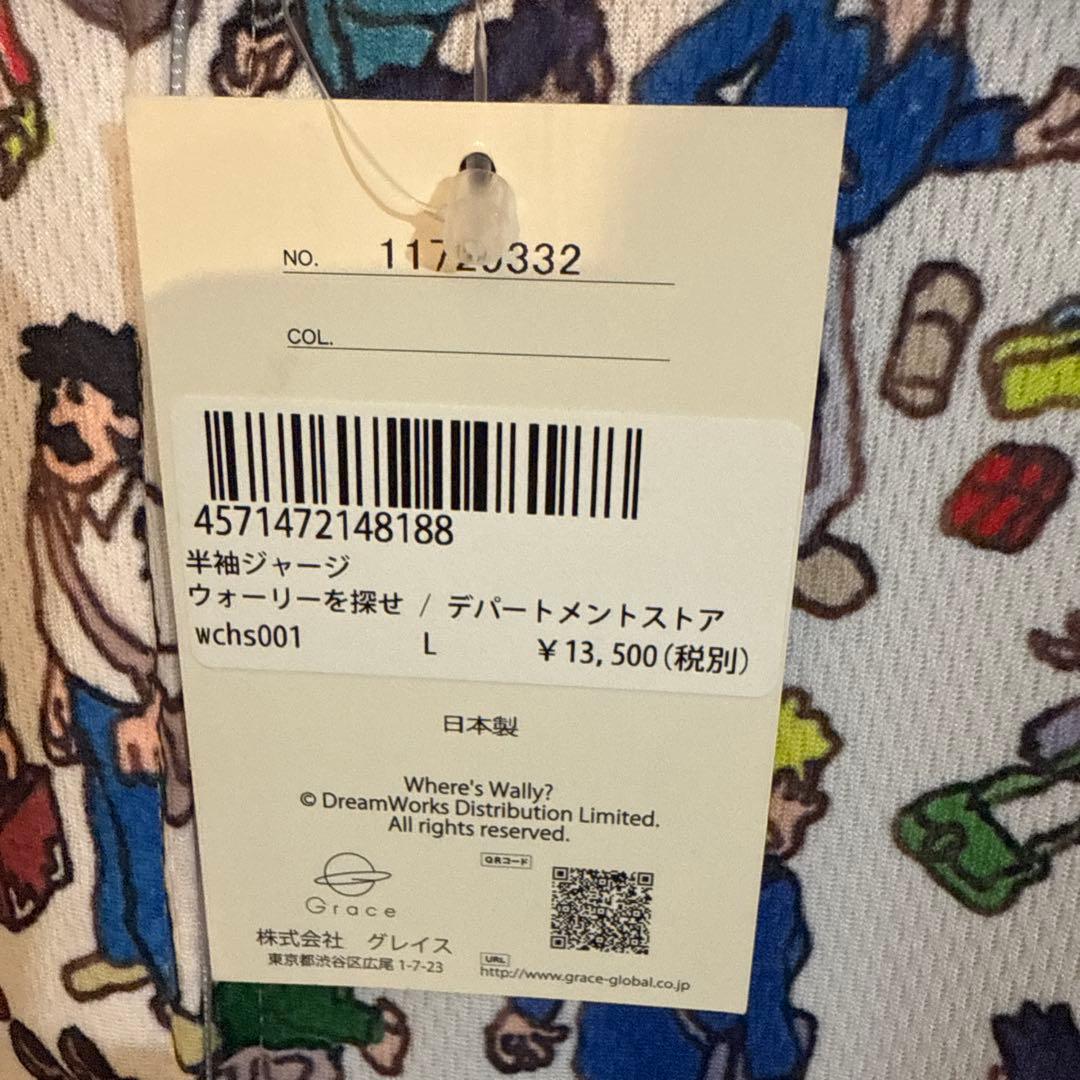 NO.
COL.
4571472148188
半袖ジャージ
ウォーリーを探せ / デパートメントストア
wchs001 L ￥13,500(税別)
日本製
Where's Wally?
© DreamWorks Distribution Limited.
All rights reserved.
QRコード
Grace
株式会社 グレイス
東京都渋谷区広尾 1-7-23
URL
http://www.grace-global.co.jp